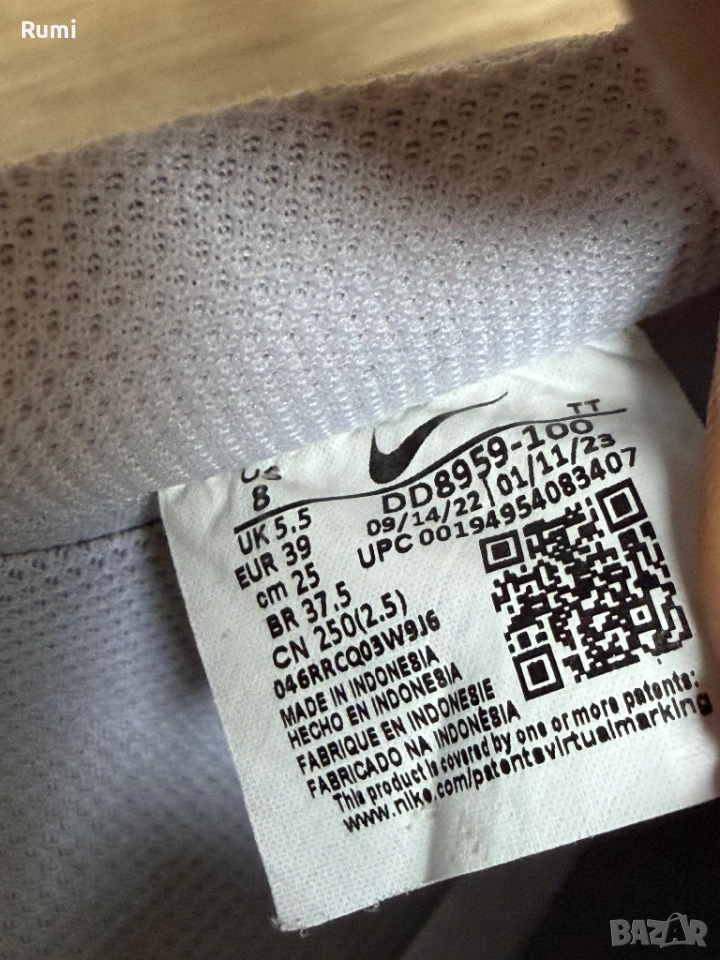 Rumi
TT
US
8
DD8959-100
UK 5.5
09/14/22 01/11/23
EUR 39
UPC 00194954083407
cm 25
BR 37.5
CN 250(2.5)
046RRCQ03W9J6
MADE IN INDONESIA
HECHO EN INDONESIA
FABRIQUE EN INDONESIE
FABRICADO NA INDONÉSIA
This product is covered by one or more patents:
www.nike.com/patentsvirtualmarking
BAZAR